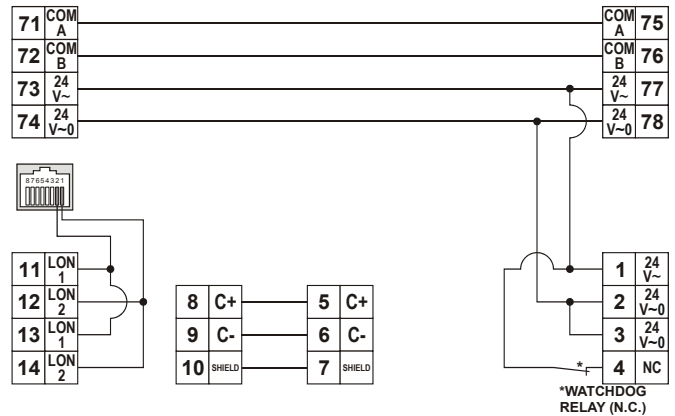 71 COM A
COM A 75
72 COM B
COM B 76
73 24 V~
24 V~ 77
74 24 V~0
24 V~0 78
87654321
11 LON 1
12 LON 2
13 LON 1
14 LON 2
8 C+
5 C+
9 C-
6 C-
10 SHIELD
7 SHIELD
1 24 V~
2 24 V~0
3 24 V~0
* 4 NC
*WATCHDOG
RELAY (N.C.)